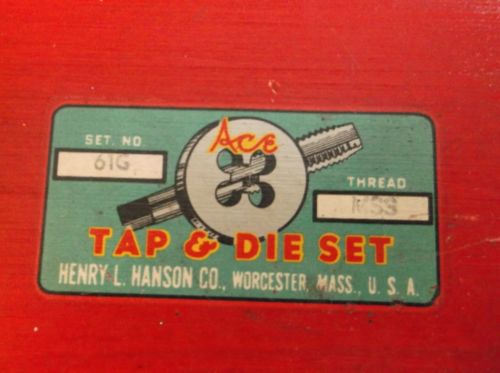 ACE
SET. NO
61G
THREAD
TAP & DIE SET
HENRY L. HANSON CO., WORCESTER, MASS., U. S. A.